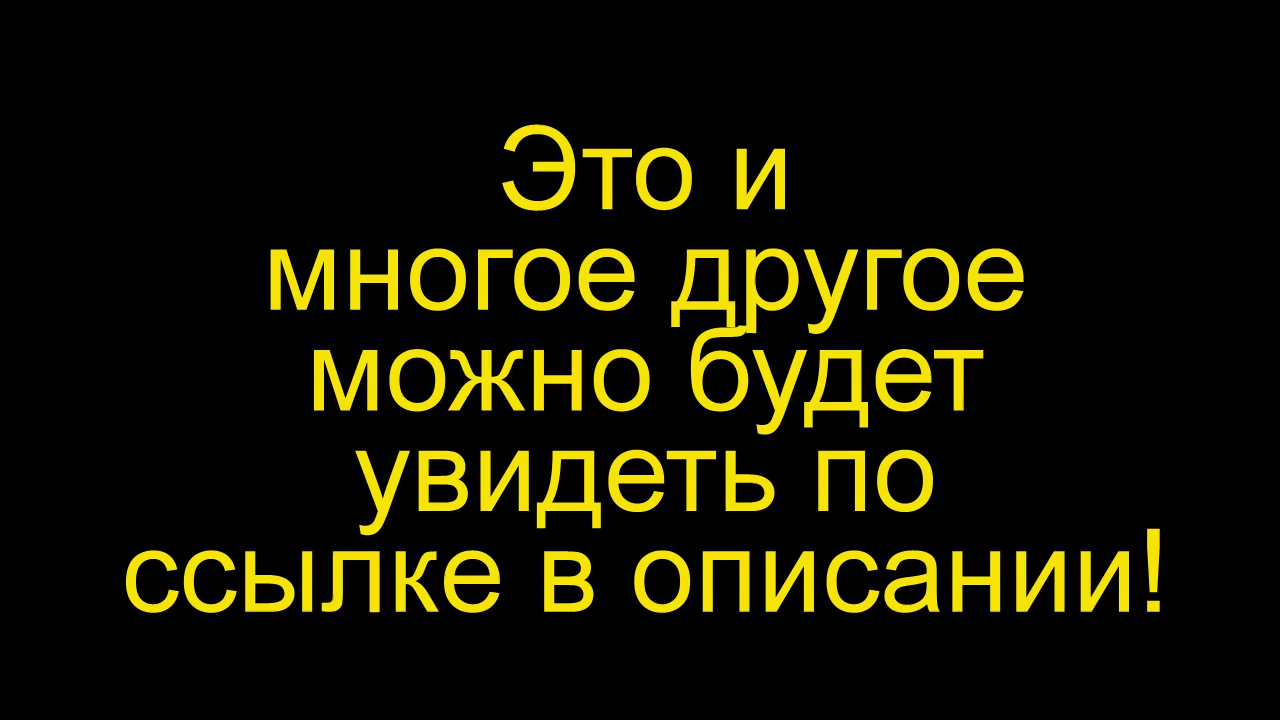 Это и
многое другое
можно будет
увидеть по
ссылке в описании!